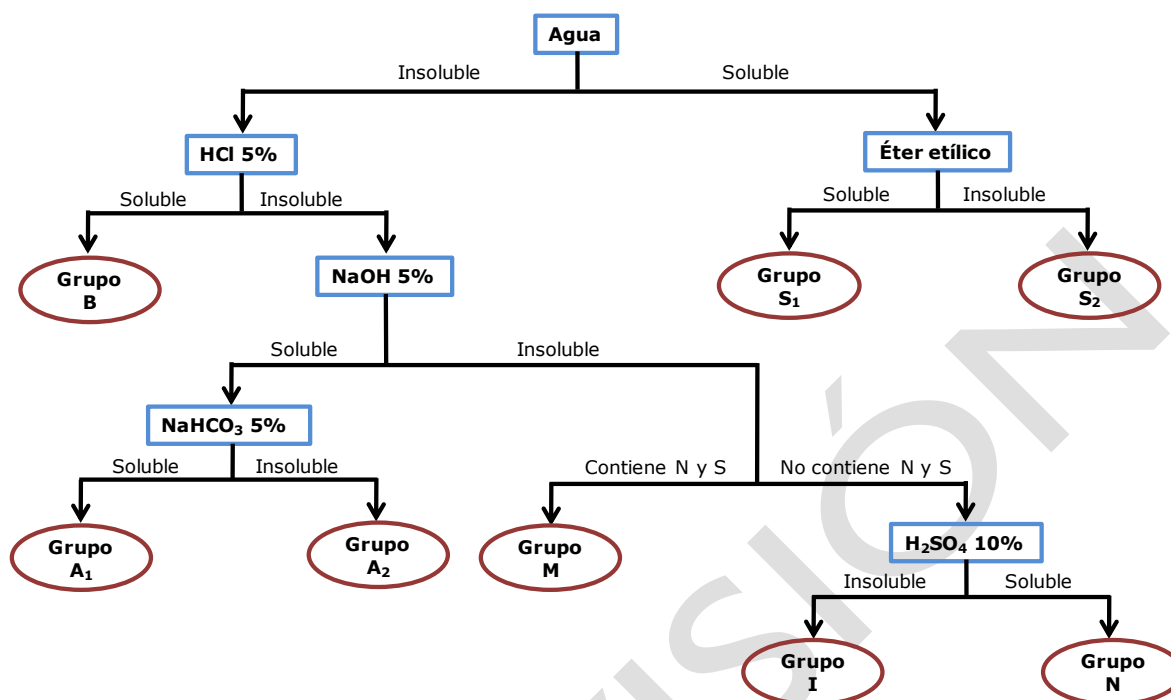 Agua
Insoluble
Soluble
HCl 5%
Éter etílico
Soluble
Insoluble
Soluble
Insoluble
Grupo
B
NaOH 5%
Grupo
S₁
Grupo
S₂
Soluble
Insoluble
NaHCO₃ 5%
Soluble
Insoluble
Contiene N y S
No contiene N y S
Grupo
A₁
Grupo
A₂
Grupo
M
H₂SO₄ 10%
Insoluble
Soluble
Grupo
I
Grupo
N
VISIÓN